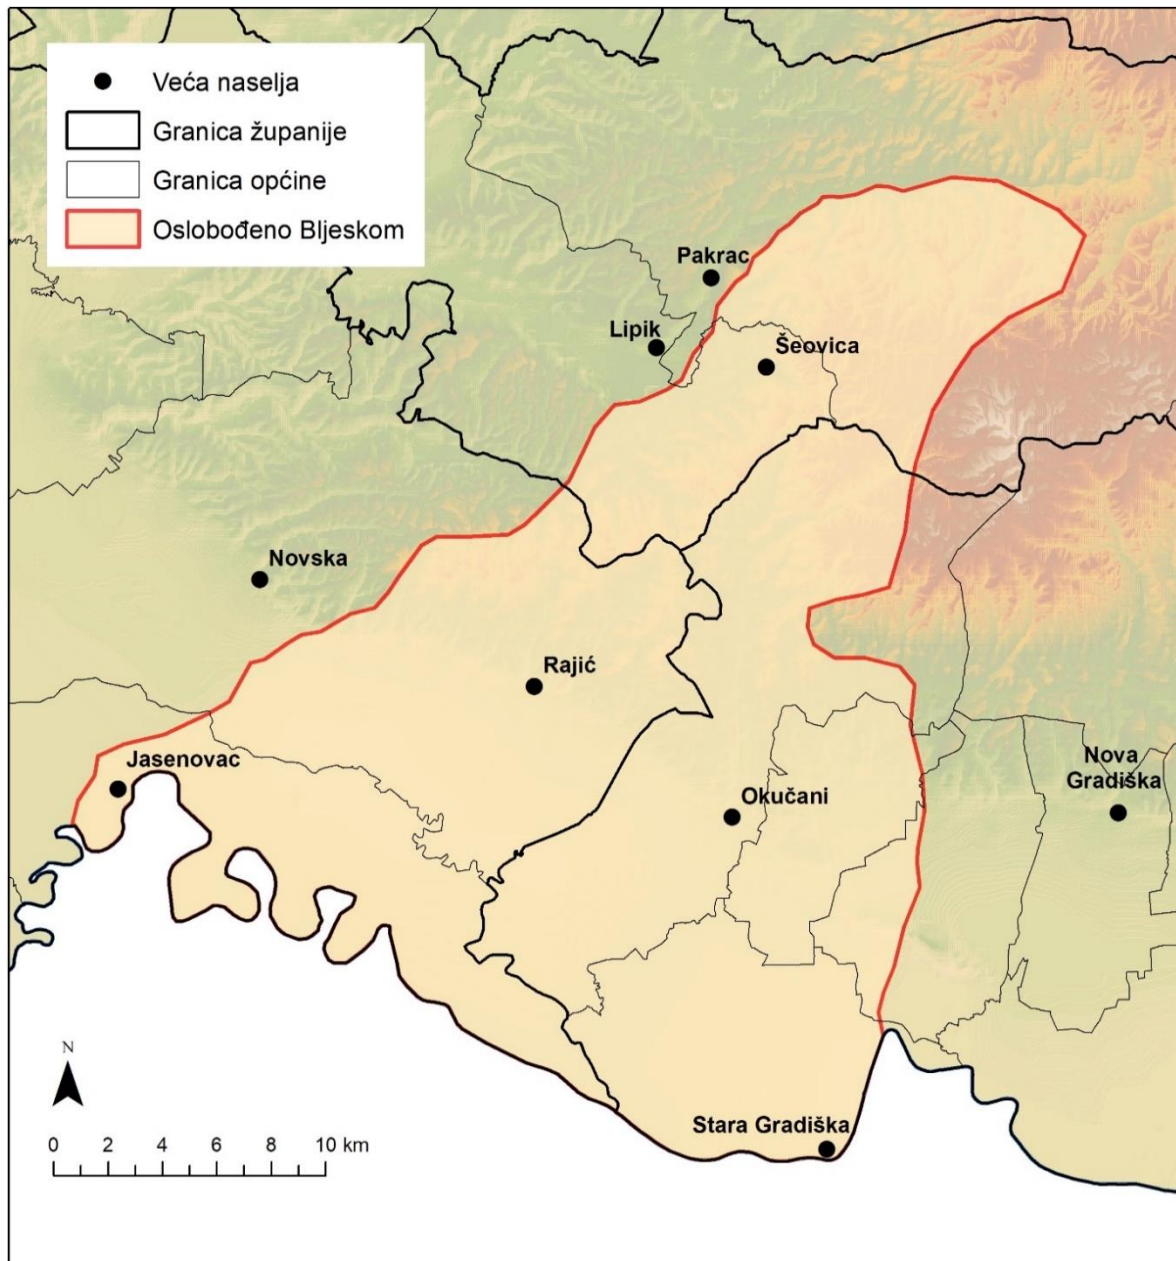 Veća naselja
Granica županije
Granica općine
Oslobođeno Bljeskom
Pakrac
Lipik
Šeovica
Novska
Rajić
Jasenovac
Nova
Gradiška
Okučani
N
Stara Gradiška
0 2 4 6 8 10 km